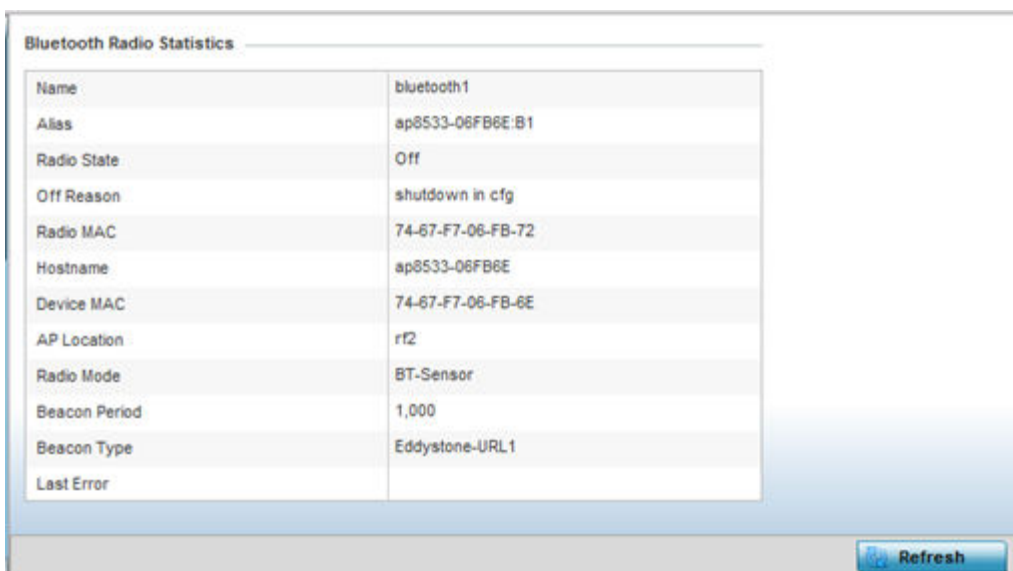 Bluetooth Radio Statistics
Name bluetooth1
Alias ap8533-06FB6E:B1
Radio State Off
Off Reason shutdown in cfg
Radio MAC 74-67-F7-06-FB-72
Hostname ap8533-06FB6E
Device MAC 74-67-F7-06-FB-6E
AP Location rf2
Radio Mode BT-Sensor
Beacon Period 1,000
Beacon Type Eddystone-URL1
Last Error
Refresh